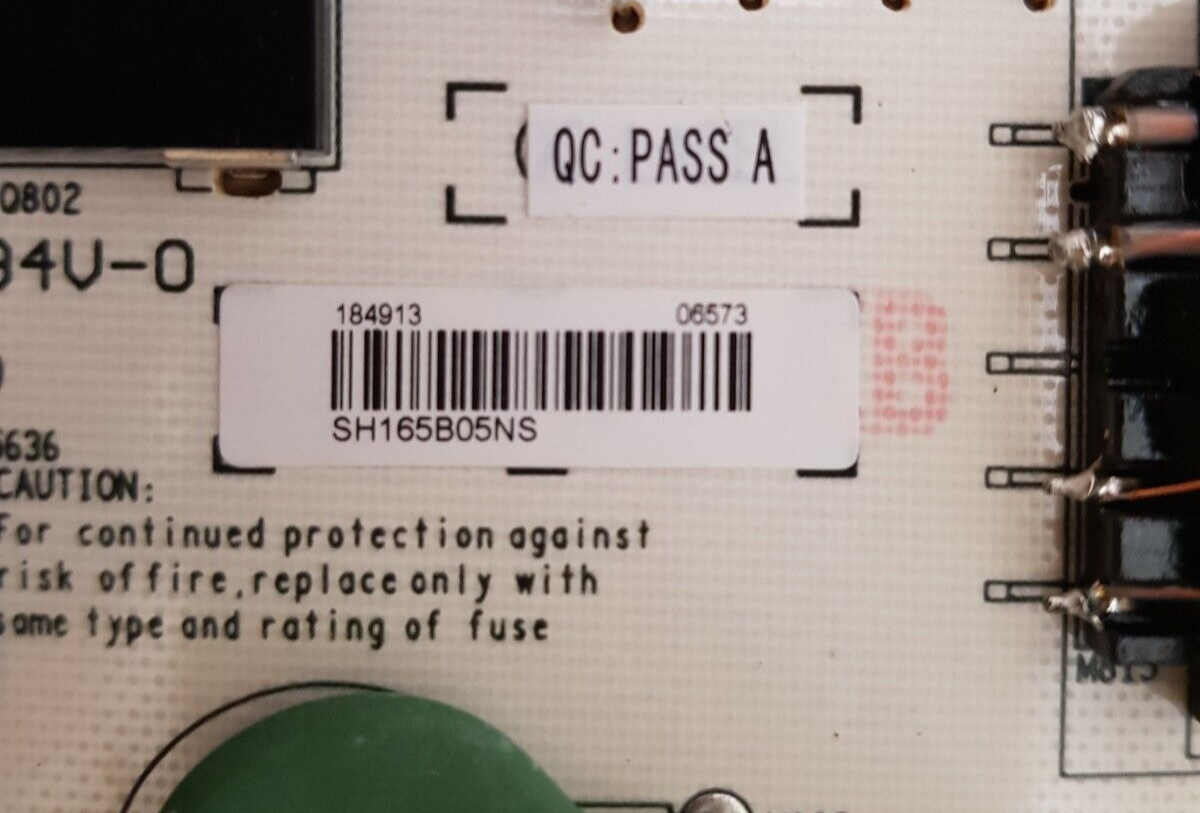 QC:PASS A
Q802
94V-0
184913 06573
SH165B05NS
B
6636
CAUTION:
For continued protection against
risk of fire,replace only with
same type and rating of fuse